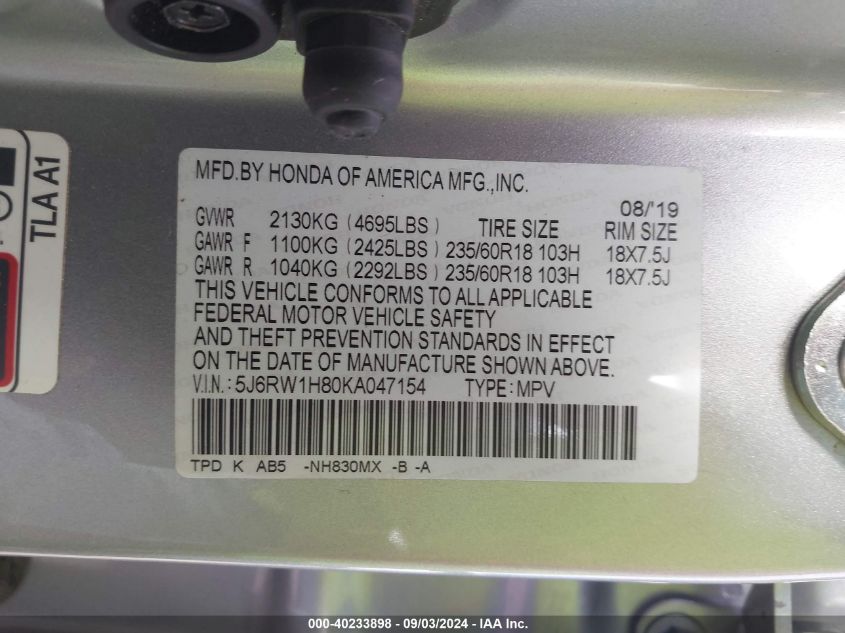 TLA A1
MFD.BY HONDA OF AMERICA MFG.,INC.
08/'19
GVWR 2130KG (4695LBS) TIRE SIZE RIM SIZE
GAWR F 1100KG (2425LBS) 235/60R18 103H 18X7.5J
GAWR R 1040KG (2292LBS) 235/60R18 103H 18X7.5J
THIS VEHICLE CONFORMS TO ALL APPLICABLE
FEDERAL MOTOR VEHICLE SAFETY
AND THEFT PREVENTION STANDARDS IN EFFECT
ON THE DATE OF MANUFACTURE SHOWN ABOVE.
V.I.N.:5J6RW1H80KA047154 TYPE:MPV
TPD K AB5 -NH830MX -B -A
000-40233898 - 09/03/2024 - IAA Inc.